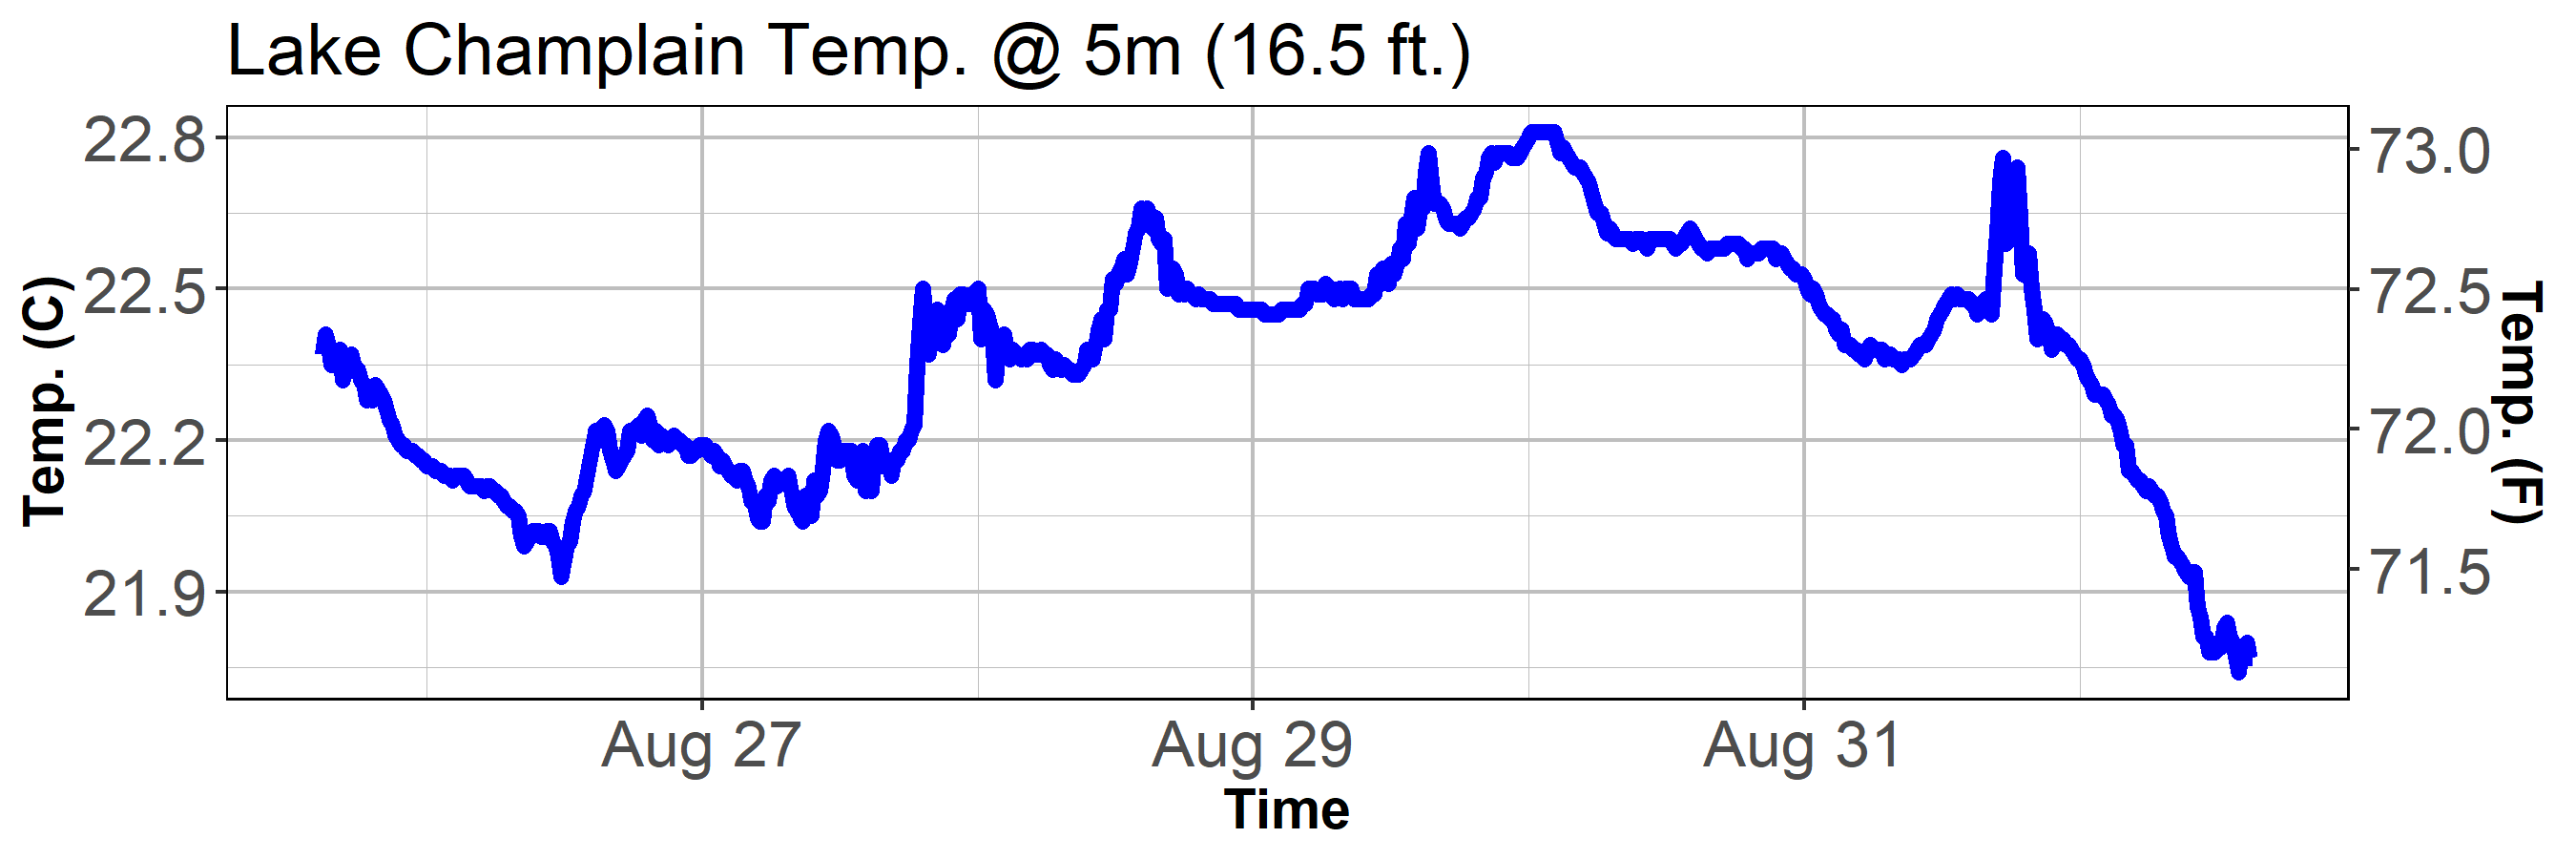 Lake Champlain Temp. @ 5m (16.5 ft.)
22.8
22.5
22.2
21.9
Temp. (C)
73.0
72.5
72.0
71.5
Temp. (F)
Aug 27 Aug 29 Aug 31
Time